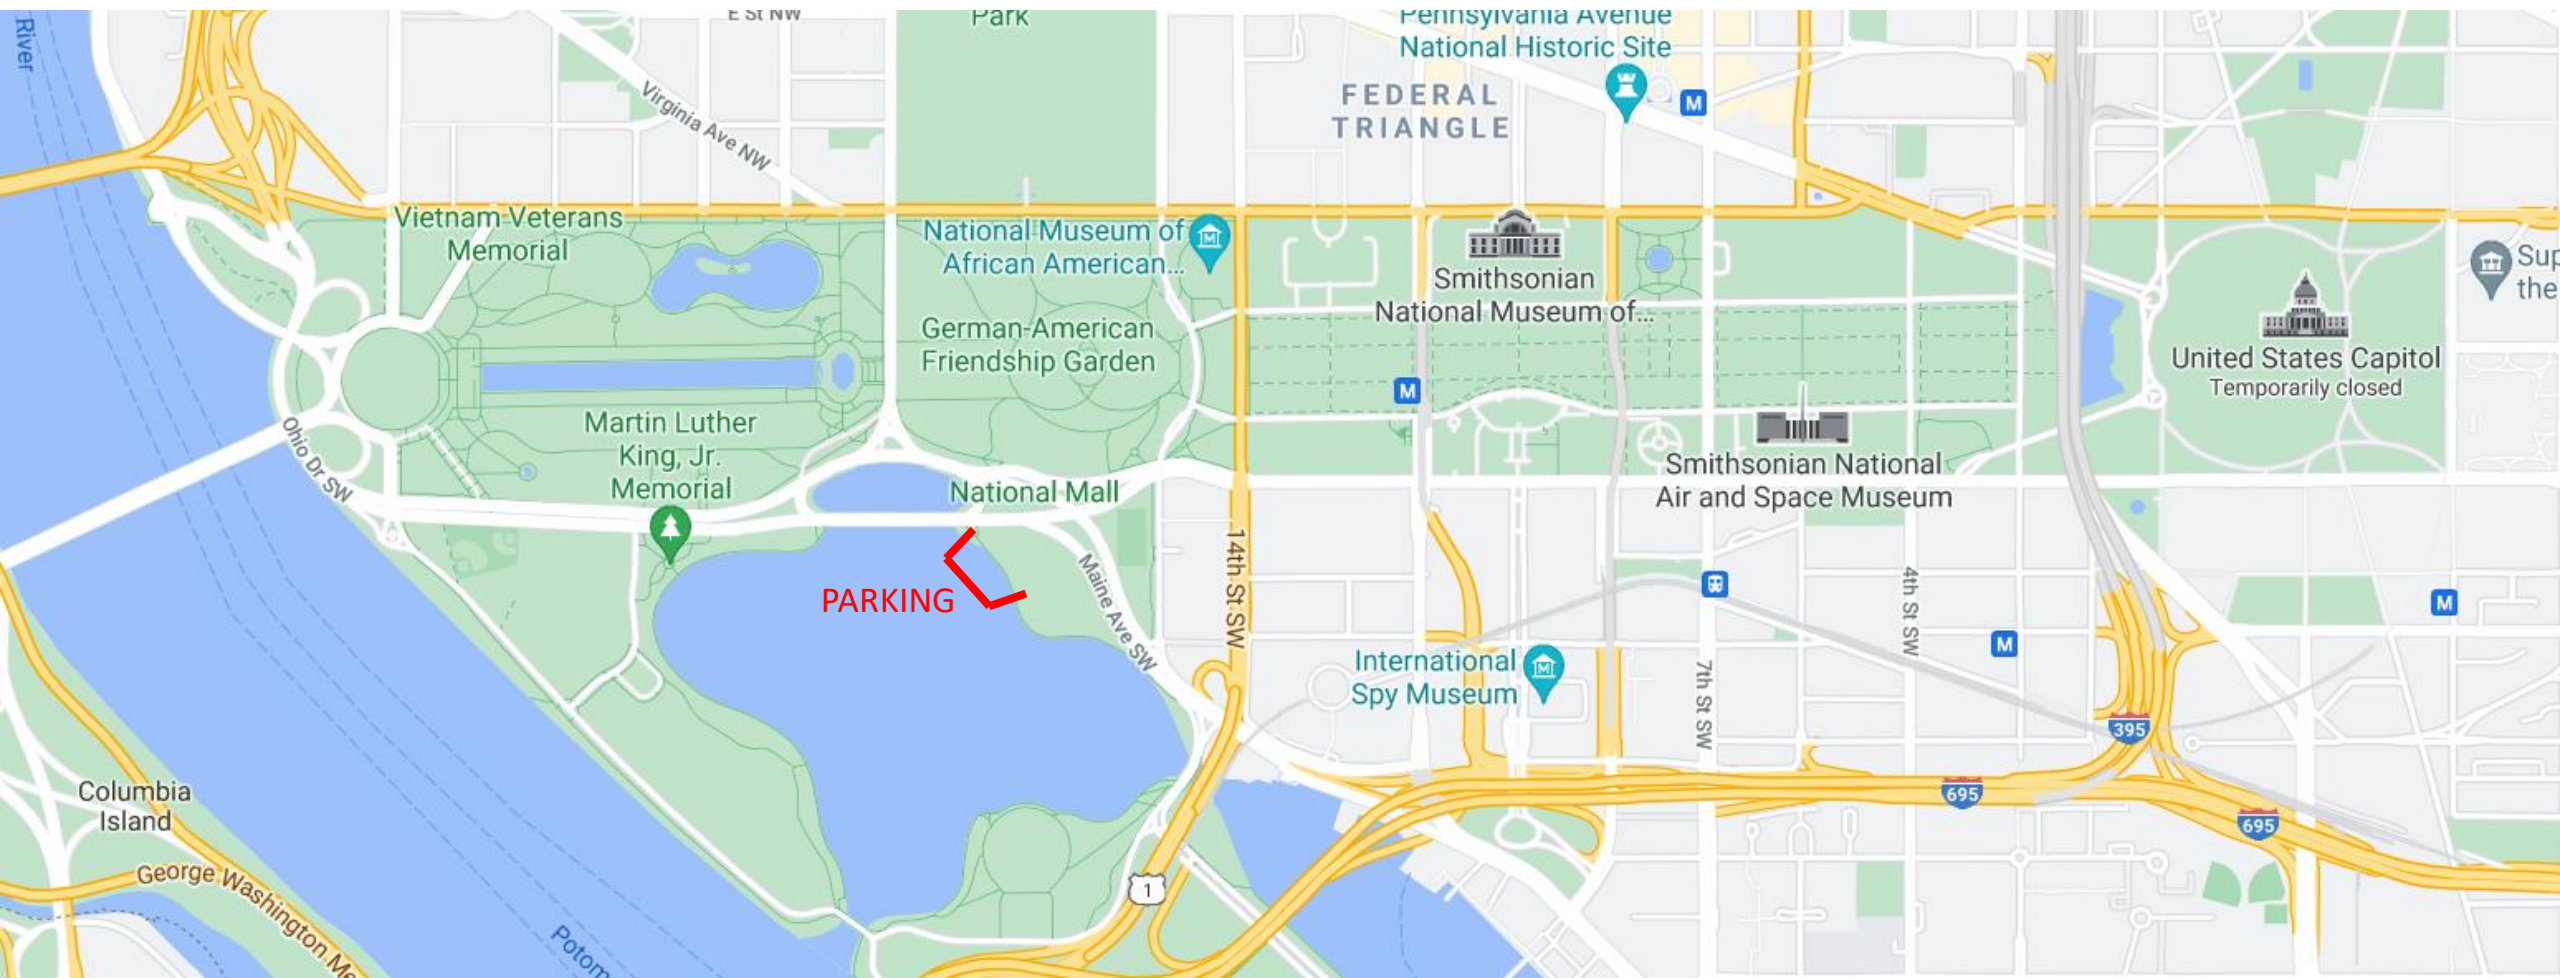 River
E St NW
Park
Pennsylvania Avenue
National Historic Site
Virginia Ave NW
FEDERAL
TRIANGLE
M
Vietnam Veterans
Memorial
National Museum of
African American...
Smithsonian
National Museum of...
Sup
the
German-American
Friendship Garden
M
United States Capitol
Temporarily closed
Martin Luther
King, Jr.
Memorial
Ohio Dr SW
National Mall
Smithsonian National
Air and Space Museum
14th St SW
Maine Ave SW
PARKING
4th St SW
M
M
International
Spy Museum
7th St SW
395
695
695
Columbia
Island
George Washington Me
1
Potom